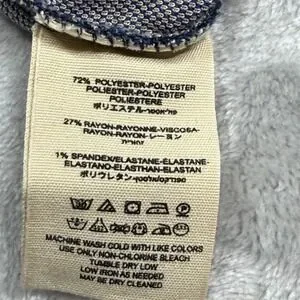 72% POLYESTER-POLYESTER
POLIESTER-POLYESTER
פוליאסטר-ポリエステル
POLIESTERE
27% RAYON-RAYONNE-VISCOSA-
RAYON-RAYON-レーヨン
1% SPANDEX/ELASTANE-ELASTANE-
ELASTANO-ELASTHAN-ELASTAN
ポリウレタン-ספנדקס/אלסטן
MACHINE WASH COLD WITH LIKE COLORS
USE ONLY NON-CHLORINE BLEACH
TUMBLE DRY LOW
LOW IRON AS NEEDED
MAY BE DRY CLEANED